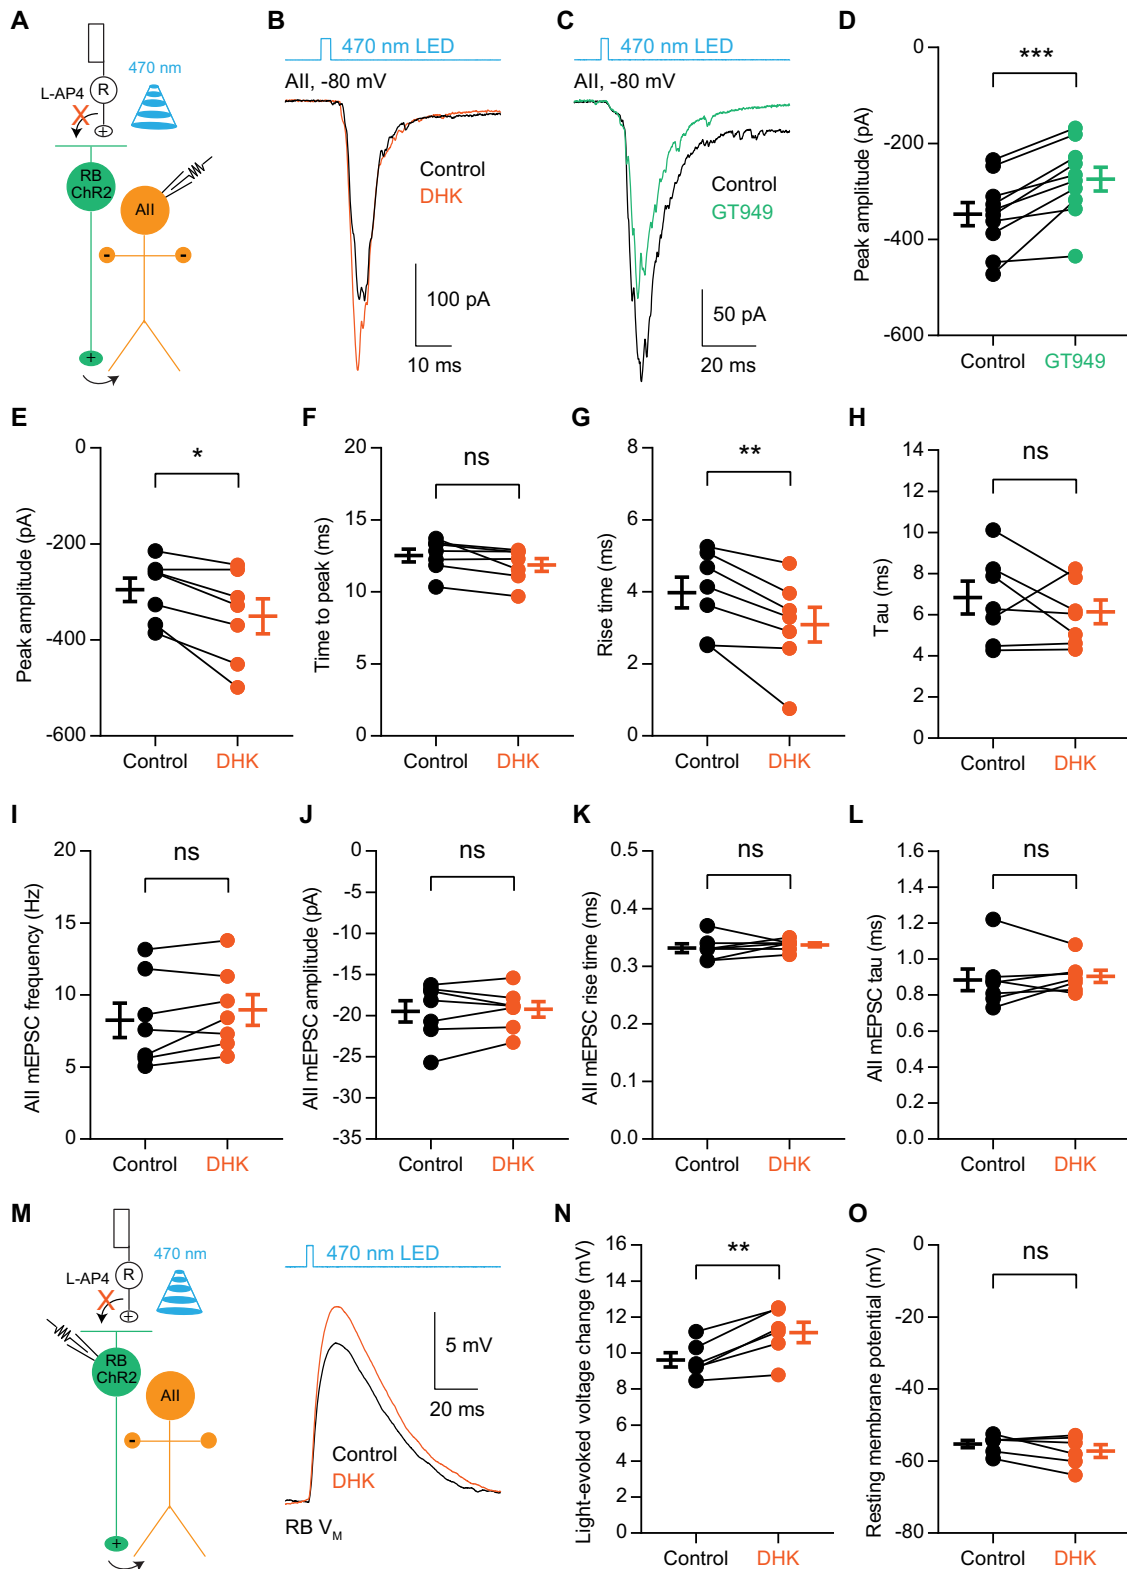 A
470 nm
L-AP4
X
R
+
RB
ChR2
AII
-
-
+
B
470 nm LED
AII, -80 mV
Control
DHK
100 pA
10 ms
C
470 nm LED
AII, -80 mV
Control
GT949
50 pA
20 ms
D
Peak amplitude (pA)
0
-200
-400
-600
***
Control
GT949
E
Peak amplitude (pA)
0
-200
-400
-600
*
Control
DHK
F
Time to peak (ms)
20
15
10
5
0
ns
Control
DHK
G
Rise time (ms)
8
6
4
2
0
**
Control
DHK
H
Tau (ms)
14
12
10
8
6
4
2
0
ns
Control
DHK
I
AII mEPSC frequency (Hz)
20
15
10
5
0
ns
Control
DHK
J
AII mEPSC amplitude (pA)
0
-5
-10
-15
-20
-25
-30
-35
ns
Control
DHK
K
AII mEPSC rise time (ms)
0.5
0.4
0.3
0.2
0.1
0.0
ns
Control
DHK
L
AII mEPSC tau (ms)
1.6
1.4
1.2
1.0
0.8
0.6
0.4
0.2
0.0
ns
Control
DHK
M
470 nm
L-AP4
X
R
+
RB
ChR2
AII
-
+
470 nm LED
5 mV
20 ms
Control
DHK
RB VM
N
Light-evoked voltage change (mV)
16
14
12
10
8
6
4
2
0
**
Control
DHK
O
Resting membrane potential (mV)
0
-20
-40
-60
-80
ns
Control
DHK